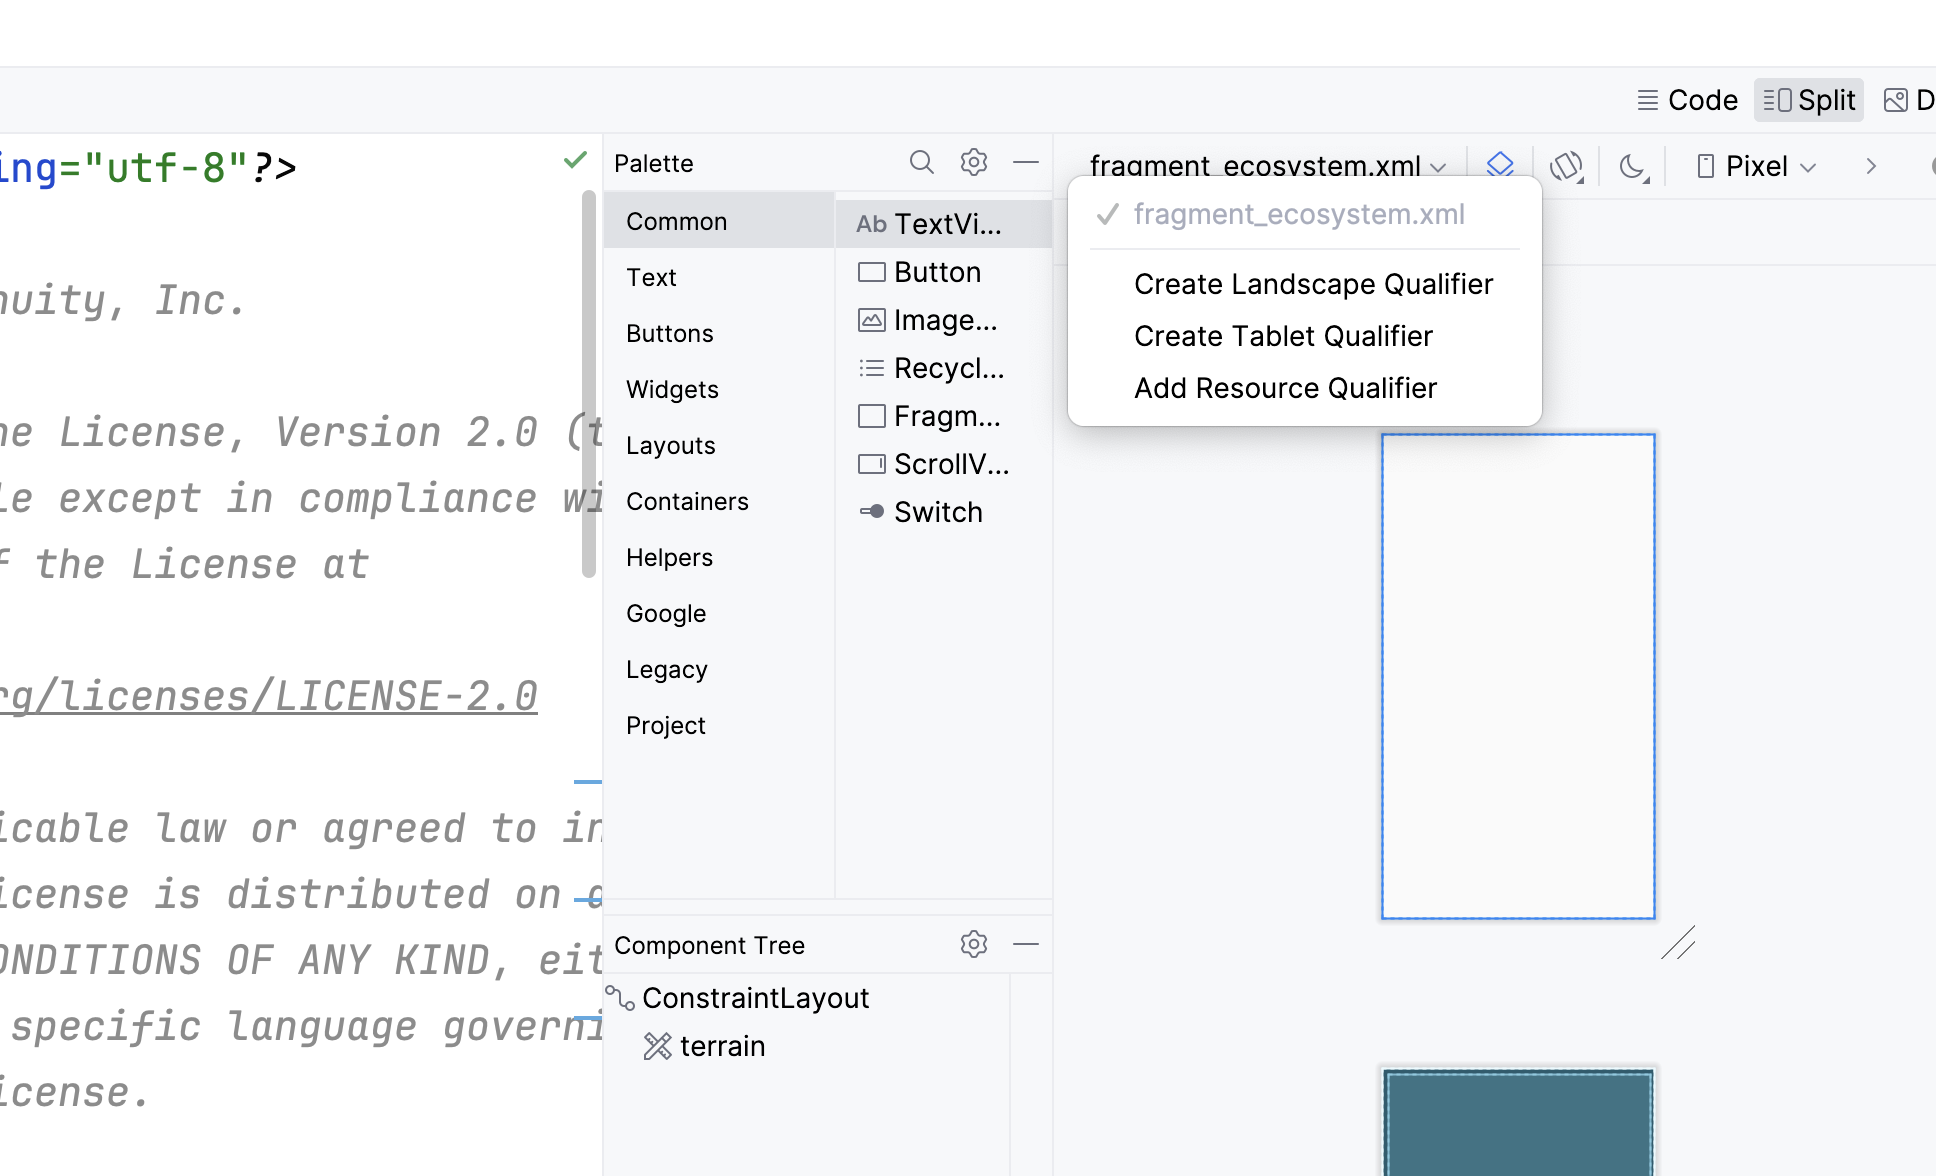 Code
Split
D
ing="utf-8"?>
nuity, Inc.
he License, Version 2.0 (t
le except in compliance wi
f the License at
rg/licenses/LICENSE-2.0
icable law or agreed to in
icense is distributed on a
ONDITIONS OF ANY KIND, eit
specific language governi
icense.
Palette
Common
Text
Buttons
Widgets
Layouts
Containers
Helpers
Google
Legacy
Project
Ab TextVi...
Button
Image...
Recycl...
Fragm...
ScrollV...
Switch
Component Tree
ConstraintLayout
terrain
fragment_ecosystem.xml
Pixel
fragment_ecosystem.xml
Create Landscape Qualifier
Create Tablet Qualifier
Add Resource Qualifier